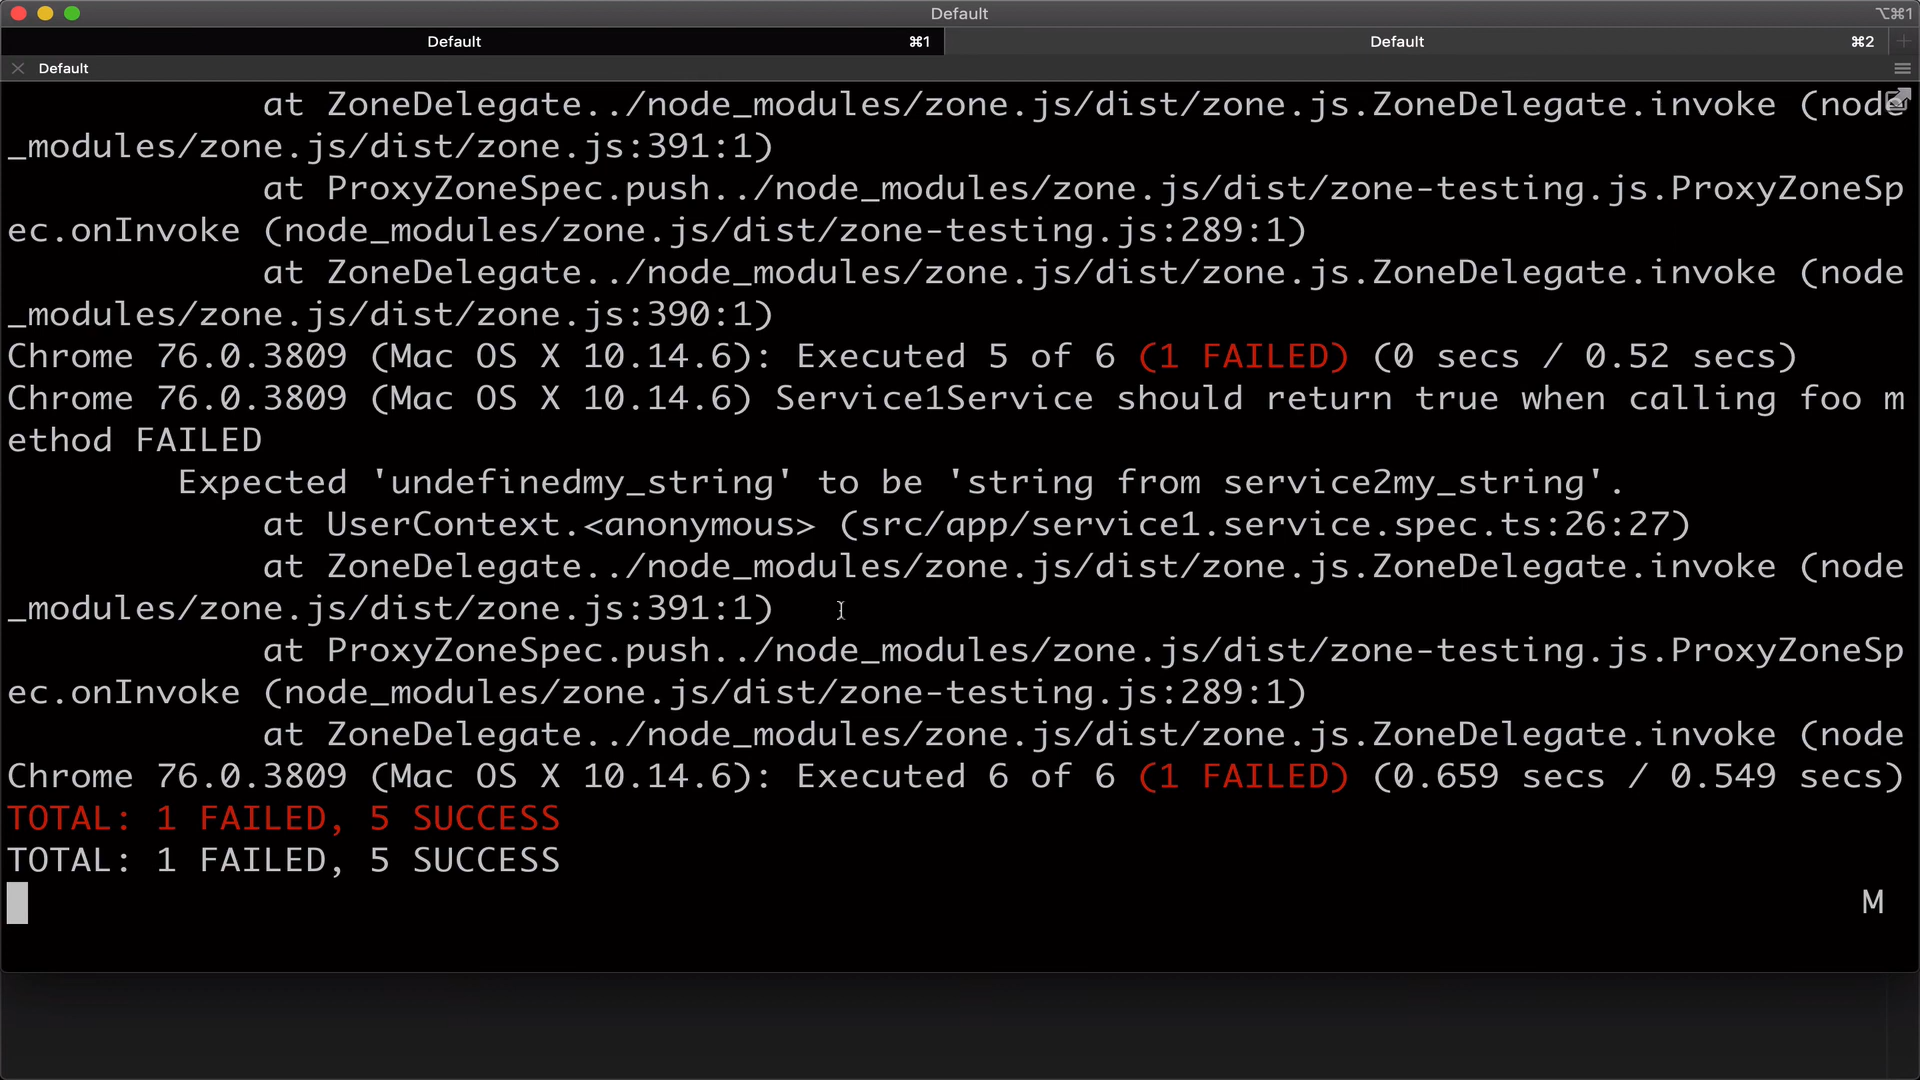 Default
⌥⌘1
Default ⌘1
Default ⌘2
Default
at ZoneDelegate../node_modules/zone.js/dist/zone.js.ZoneDelegate.invoke (node
_modules/zone.js/dist/zone.js:391:1)
at ProxyZoneSpec.push../node_modules/zone.js/dist/zone-testing.js.ProxyZoneSp
ec.onInvoke (node_modules/zone.js/dist/zone-testing.js:289:1)
at ZoneDelegate../node_modules/zone.js/dist/zone.js.ZoneDelegate.invoke (node
_modules/zone.js/dist/zone.js:390:1)
Chrome 76.0.3809 (Mac OS X 10.14.6): Executed 5 of 6 (1 FAILED) (0 secs / 0.52 secs)
Chrome 76.0.3809 (Mac OS X 10.14.6) Service1Service should return true when calling foo m
ethod FAILED
Expected 'undefinedmy_string' to be 'string from service2my_string'.
at UserContext.<anonymous> (src/app/service1.service.spec.ts:26:27)
at ZoneDelegate../node_modules/zone.js/dist/zone.js.ZoneDelegate.invoke (node
_modules/zone.js/dist/zone.js:391:1)
at ProxyZoneSpec.push../node_modules/zone.js/dist/zone-testing.js.ProxyZoneSp
ec.onInvoke (node_modules/zone.js/dist/zone-testing.js:289:1)
at ZoneDelegate../node_modules/zone.js/dist/zone.js.ZoneDelegate.invoke (node
Chrome 76.0.3809 (Mac OS X 10.14.6): Executed 6 of 6 (1 FAILED) (0.659 secs / 0.549 secs)
TOTAL: 1 FAILED, 5 SUCCESS
TOTAL: 1 FAILED, 5 SUCCESS
M